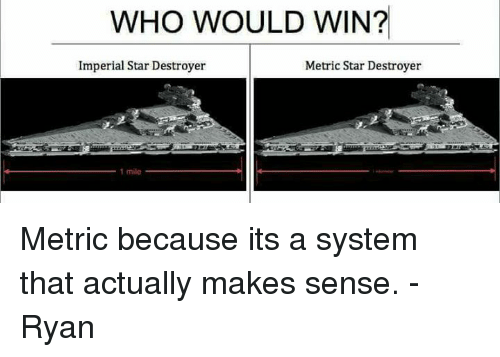 WHO WOULD WIN?
Imperial Star Destroyer
Metric Star Destroyer
1 mile
Metric because its a system
that actually makes sense. -
Ryan